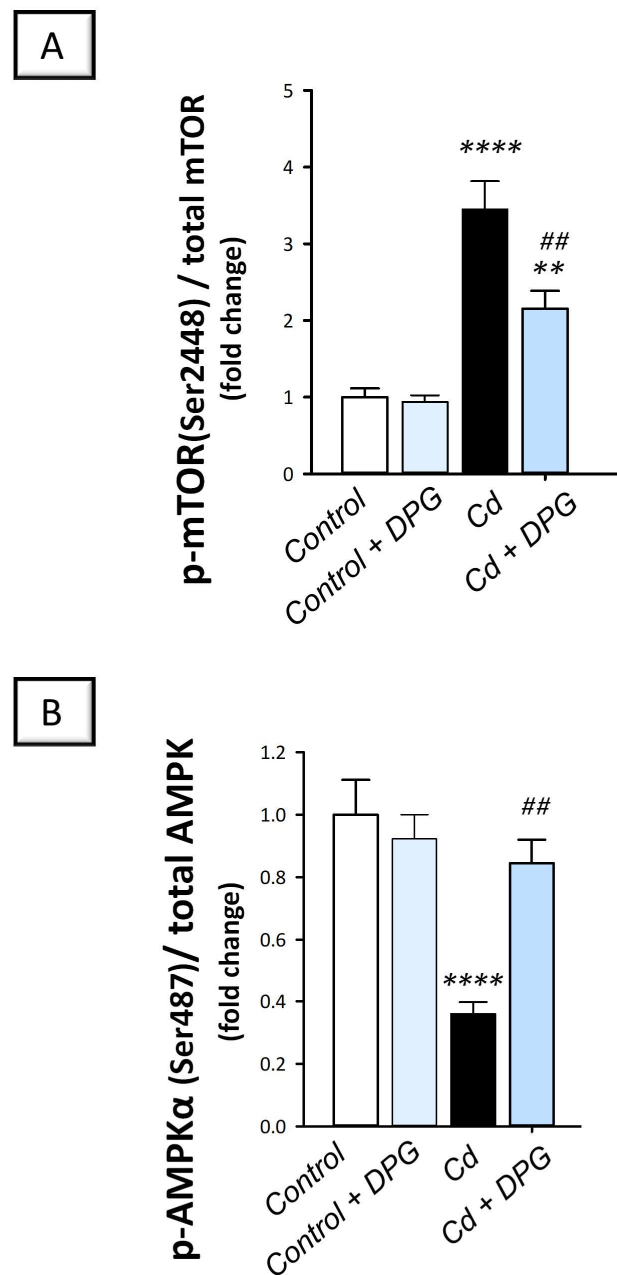 A
p-mTOR(Ser2448) / total mTOR
(fold change)
5
4
3
2
1
0
****
##
**
Control
Control + DPG
Cd
Cd + DPG
B
p-AMPKα (Ser487)/ total AMPK
(fold change)
1.2
1.0
0.8
0.6
0.4
0.2
0.0
##
****
Control
Control + DPG
Cd
Cd + DPG